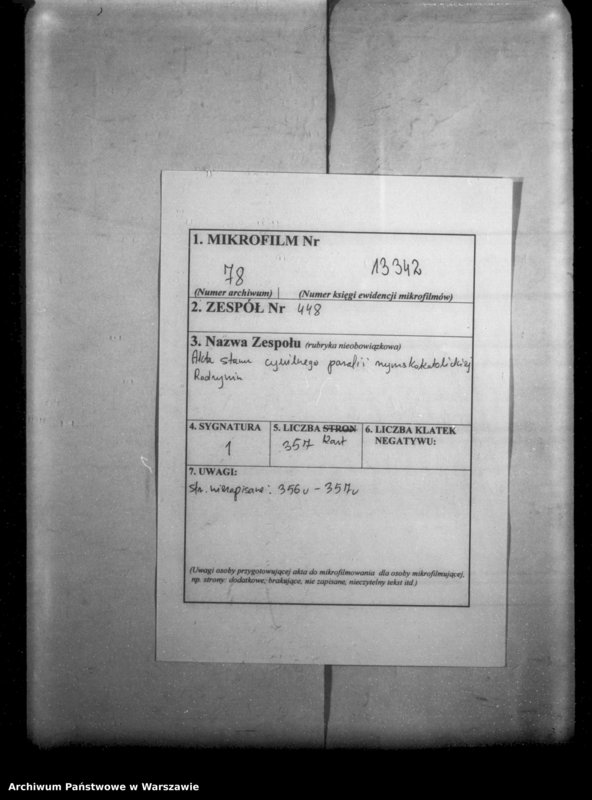 1. MIKROFILM Nr
78 13342
(Numer archiwum) (Numer księgi ewidencji mikrofilmów)
2. ZESPÓŁ Nr 448
3. Nazwa Zespołu (rubryka nieobowiązkowa)
Akta stanu cywilnego parafii rzymskokatolickiej
Radzymin
4. SYGNATURA
1
5. LICZBA STRON
357 kart
6. LICZBA KLATEK
NEGATYWU:
7. UWAGI:
str. niezapisane: 356v - 357v
(Uwagi osoby przygotowującej akta do mikrofilmowania dla osoby mikrofilmującej,
np. strony: dodatkowe, brakujące, nie zapisane, nieczytelny tekst itd.)
Archiwum Państwowe w Warszawie